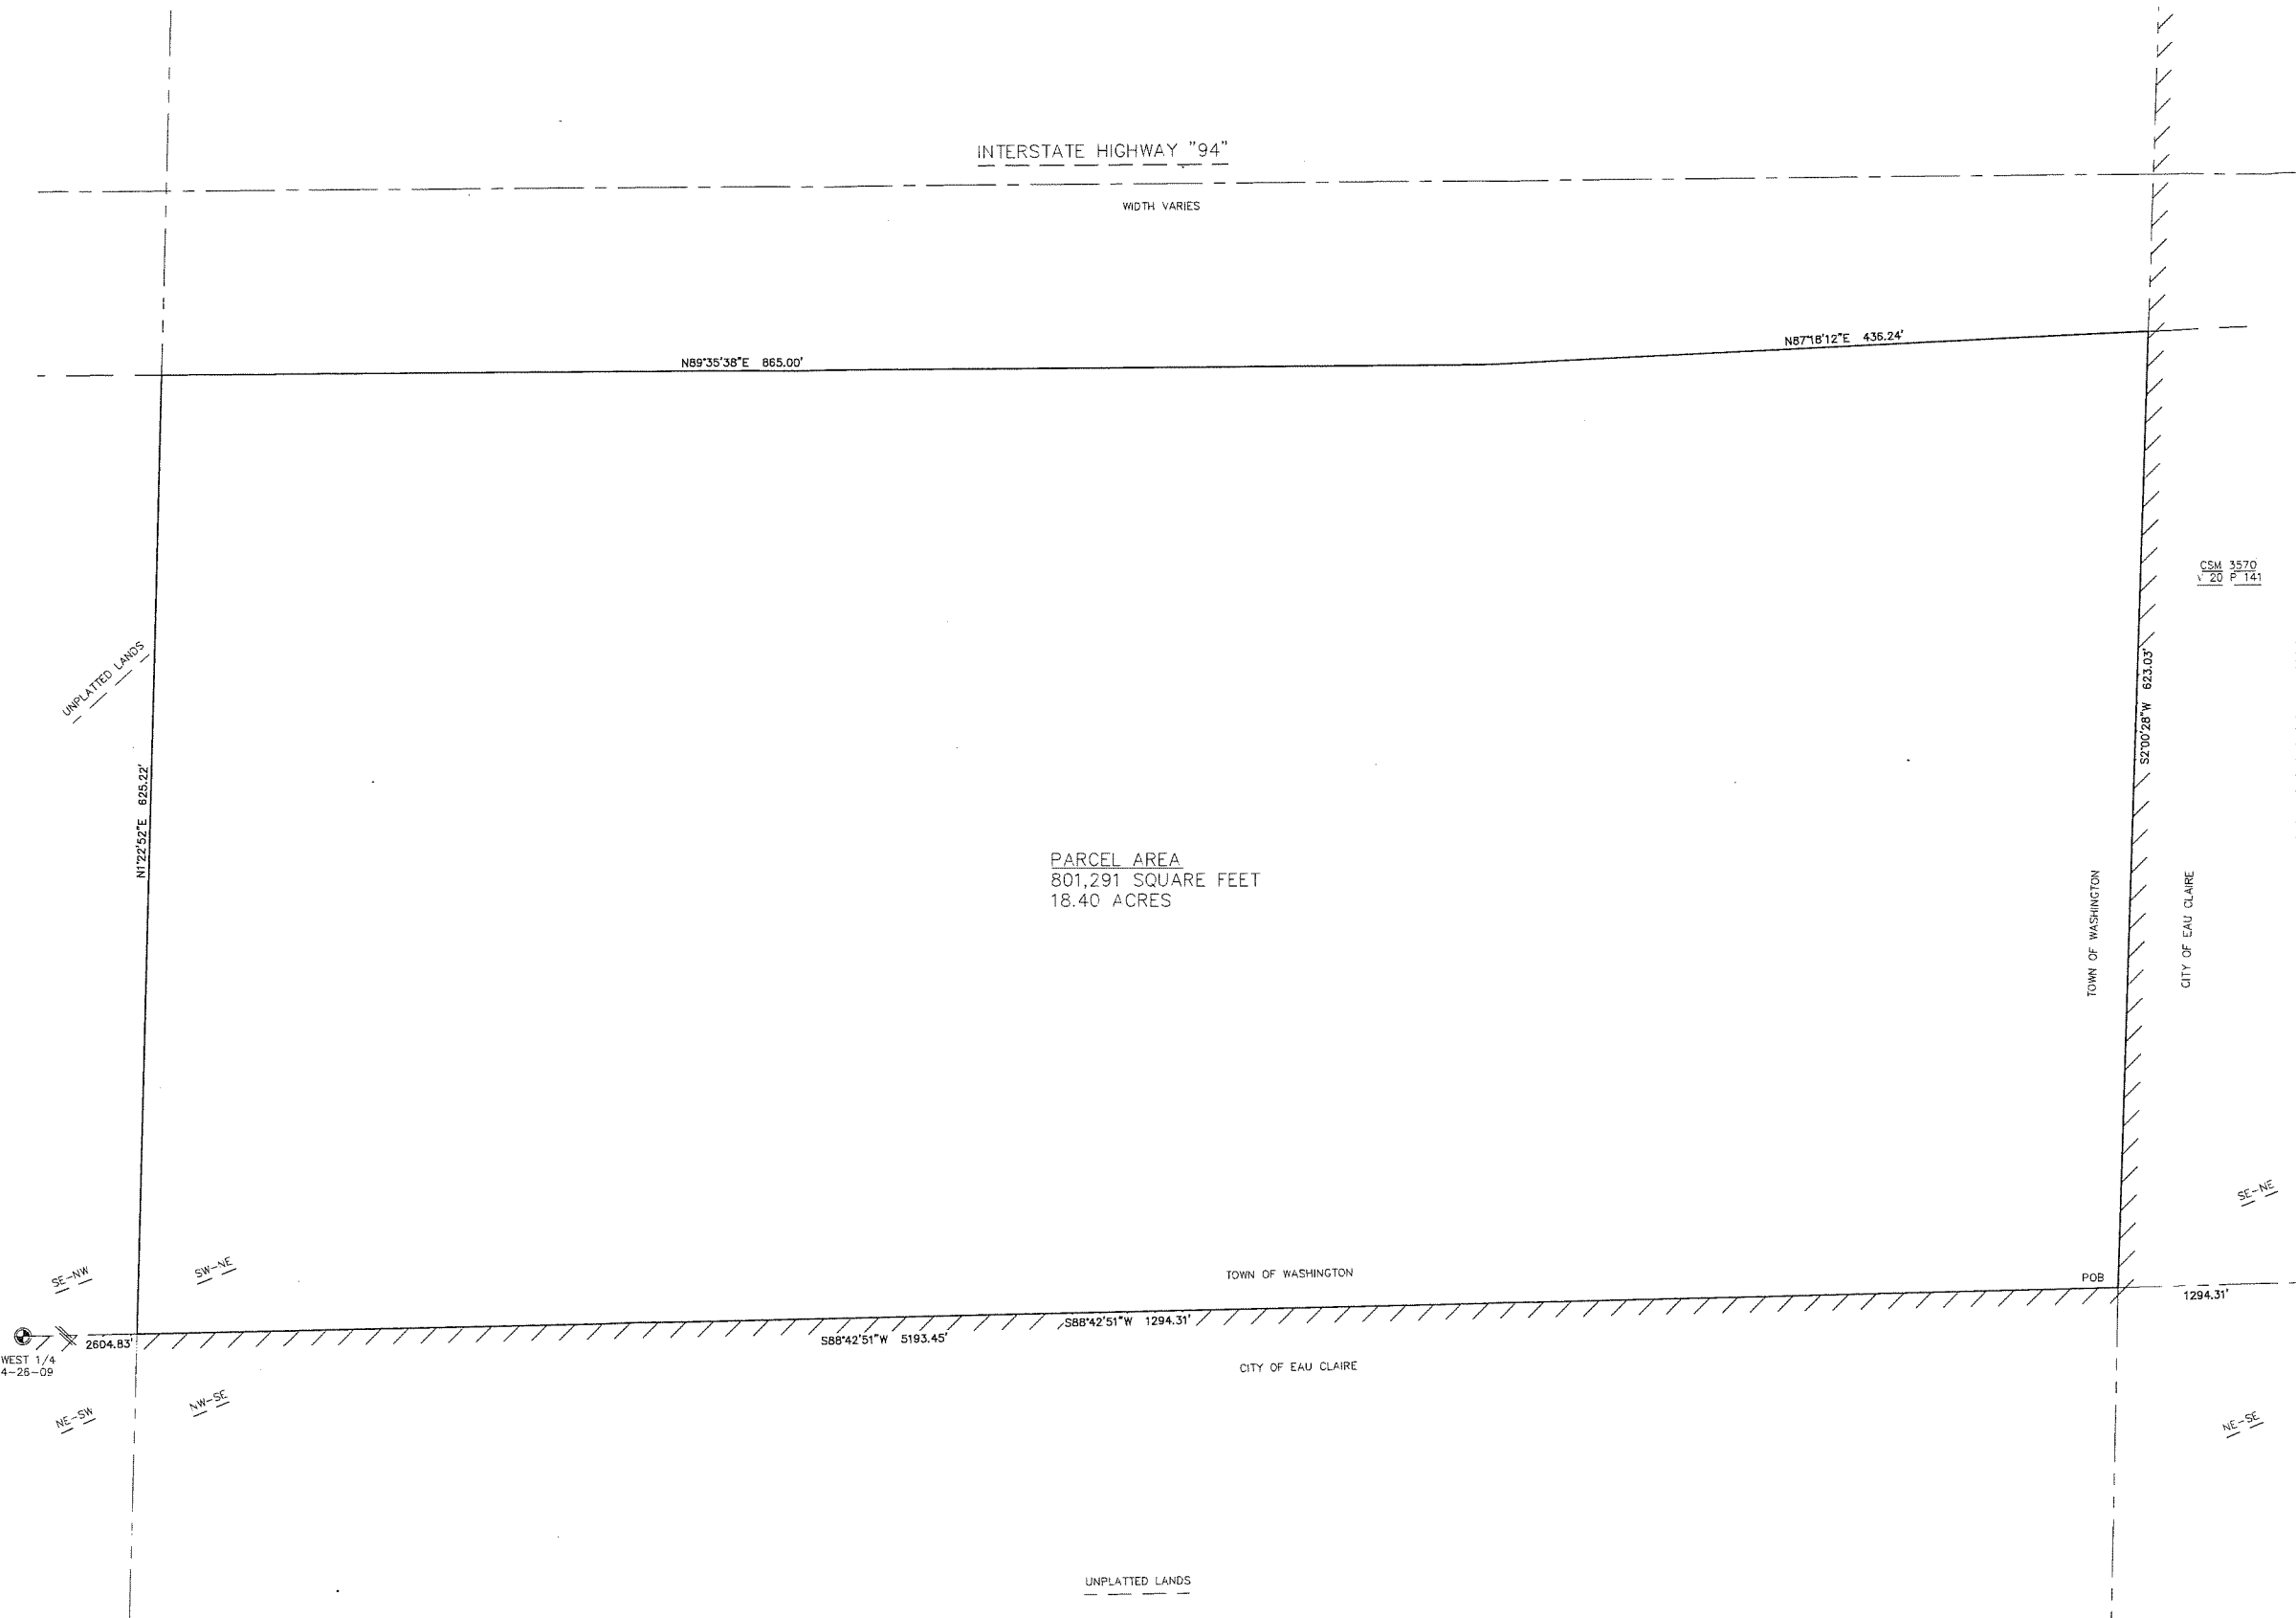 INTERSTATE HIGHWAY "94"
WIDTH VARIES
N87°18'12"E 436.24'
N89°35'38"E 865.00'
CSM 3570
V 20 P 141
UNPLATTED LANDS
S2°00'28"W 623.03'
N1°22'52"E 625.22'
PARCEL AREA
801,291 SQUARE FEET
18.40 ACRES
TOWN OF WASHINGTON
CITY OF EAU CLAIRE
SE-NE
SE-NW
SW-NE
TOWN OF WASHINGTON
POB
1294.31'
2604.83'
S88°42'51"W 1294.31'
S88°42'51"W 5193.45'
WEST 1/4
4-26-09
CITY OF EAU CLAIRE
NE-SW
NW-SE
NE-SE
UNPLATTED LANDS